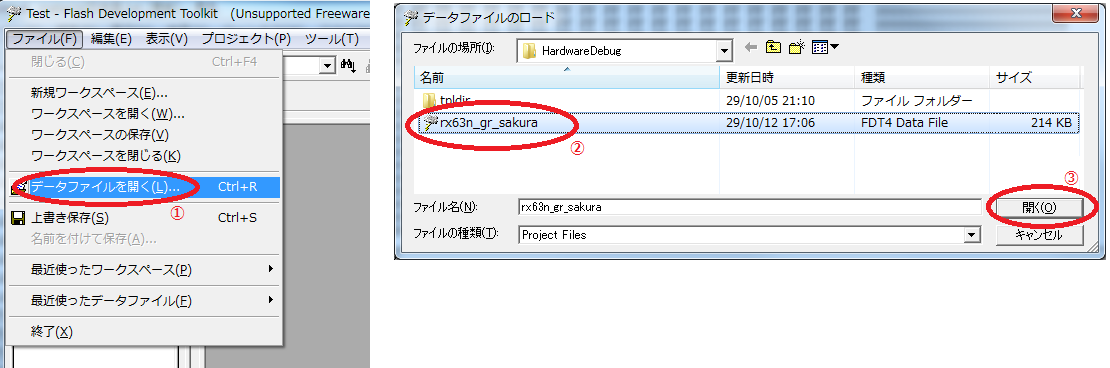 Test - Flash Development Toolkit   (Unsupported Freeware
ファイル(F) 編集(E) 表示(V) プロジェクト(P) ツール(T)
閉じる(C) Ctrl+F4
新規ワークスペース(E)...
ワークスペースを開く(W)...
ワークスペースの保存(V)
ワークスペースを閉じる(K)
データファイルを開く(L)... Ctrl+R
①
上書き保存(S) Ctrl+S
名前を付けて保存(A)...
最近使ったワークスペース(P)
最近使ったデータファイル(F)
終了(X)
データファイルのロード
ファイルの場所(I): HardwareDebug
名前 更新日時 種類 サイズ
tpldir 29/10/05 21:10 ファイル フォルダー
rx63n_gr_sakura 29/10/12 17:06 FDT4 Data File 214 KB
②
③
ファイル名(N): rx63n_gr_sakura 開く(O)
ファイルの種類(T): Project Files キャンセル